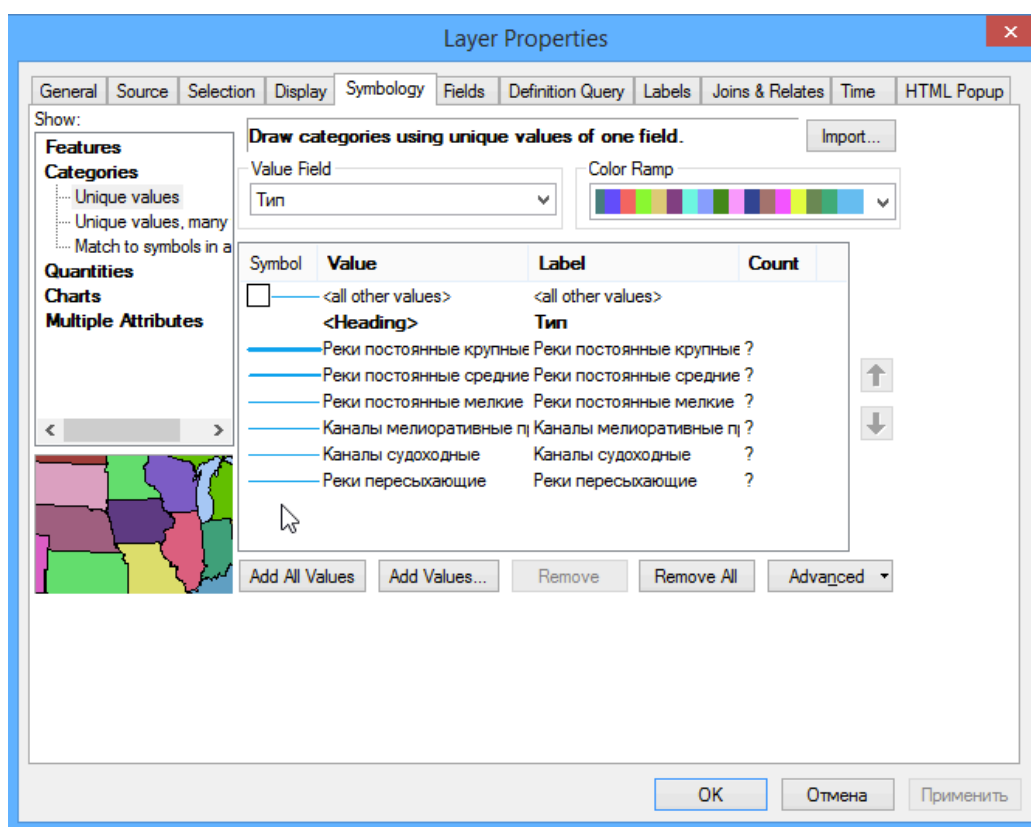 Layer Properties
General Source Selection Display Symbology Fields Definition Query Labels Joins & Relates Time HTML Popup
Show:
Features
Categories
Unique values
Unique values, many
Match to symbols in a
Quantities
Charts
Multiple Attributes
Draw categories using unique values of one field.
Import...
Value Field
Тип
Color Ramp
Symbol Value Label Count
<all other values> <all other values>
<Heading> Тип
Реки постоянные крупные Реки постоянные крупные ?
Реки постоянные средние Реки постоянные средние ?
Реки постоянные мелкие Реки постоянные мелкие ?
Каналы мелиоративные п Каналы мелиоративные п ?
Каналы судоходные Каналы судоходные ?
Реки пересыхающие Реки пересыхающие ?
Add All Values Add Values... Remove Remove All Advanced
OK Отмена Применить